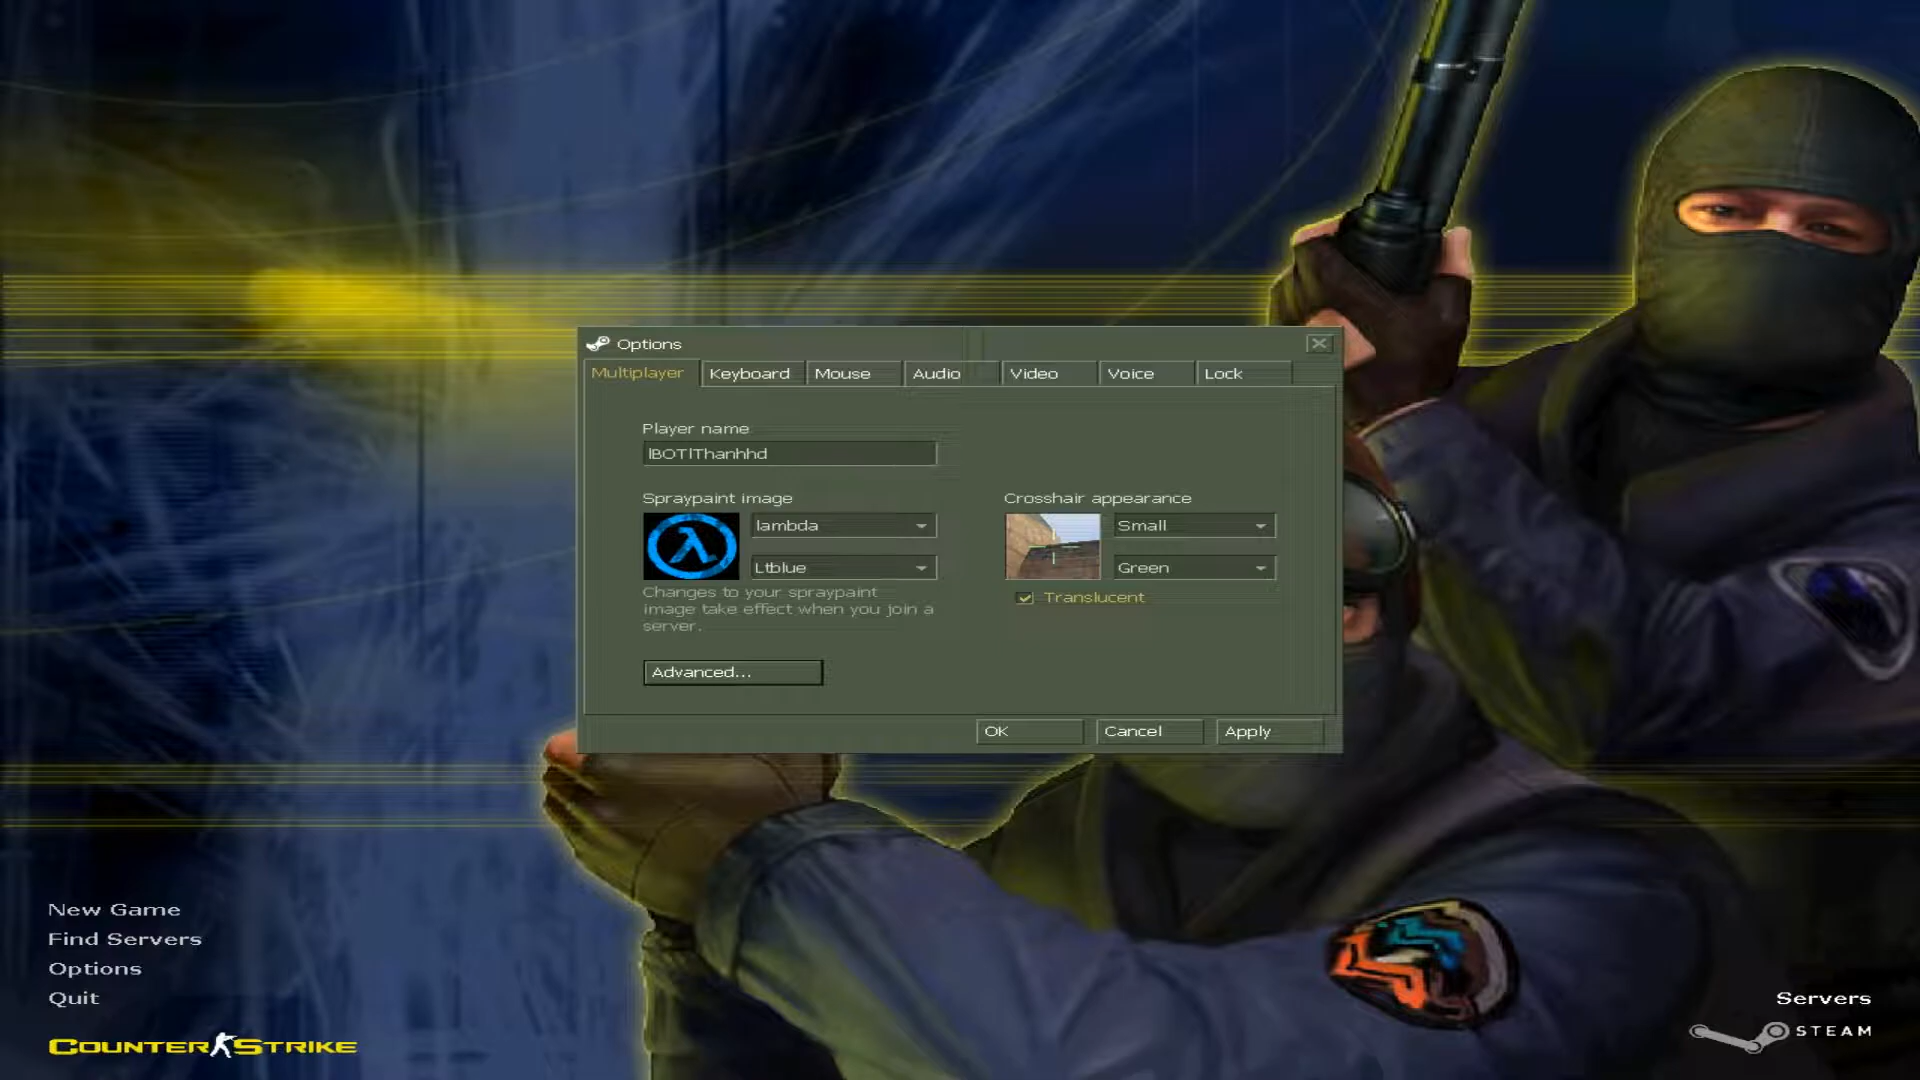 Options
Multiplayer Keyboard Mouse Audio Video Voice Lock
Player name
|BOT|Thanhhd
Spraypaint image Crosshair appearance
lambda Small
Ltblue Green
Changes to your spraypaint
image take effect when you join a
server.
Translucent
Advanced...
OK Cancel Apply
New Game
Find Servers
Options
Quit
Servers
COUNTER STRIKE
STEAM